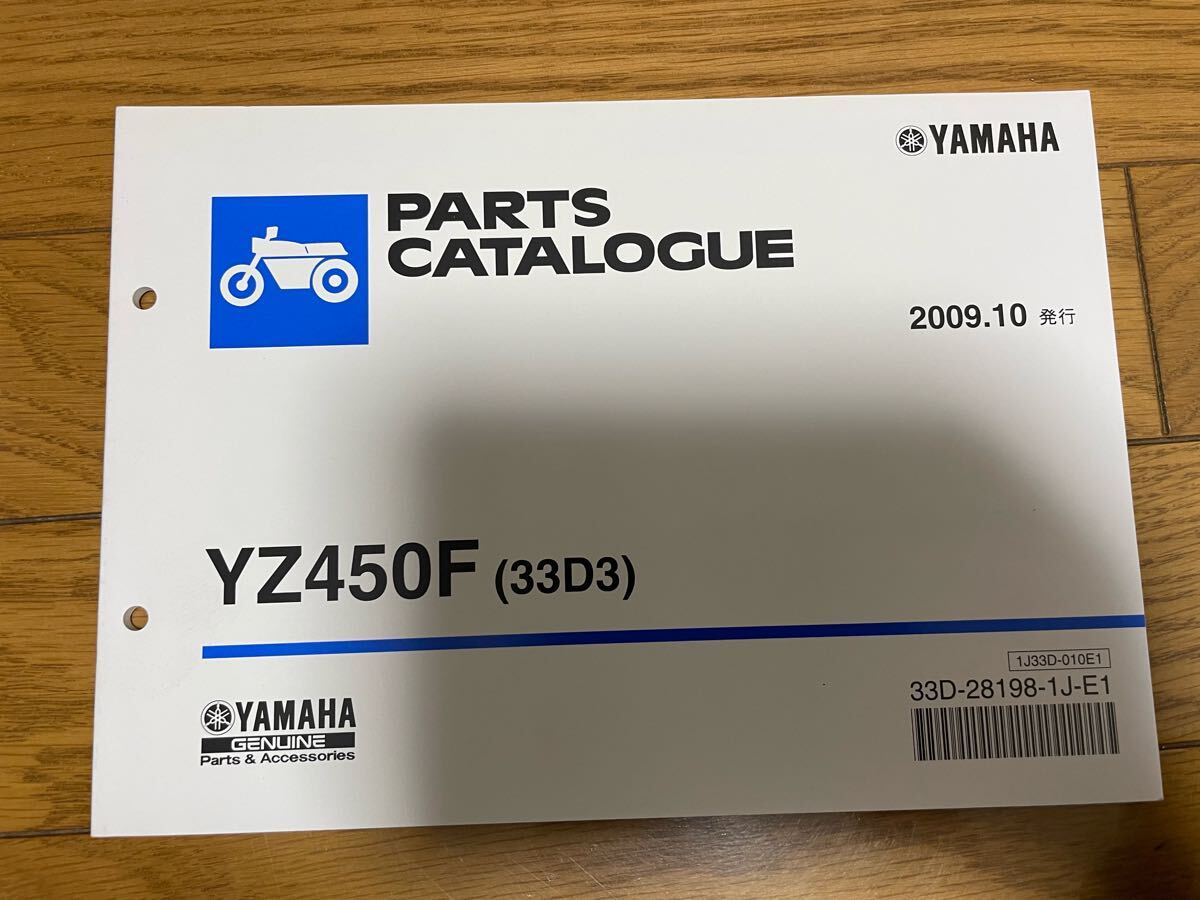 YAMAHA
PARTS
CATALOGUE
2009.10 発行
YZ450F (33D3)
1J33D-010E1
33D-28198-1J-E1
YAMAHA
GENUINE
Parts & Accessories